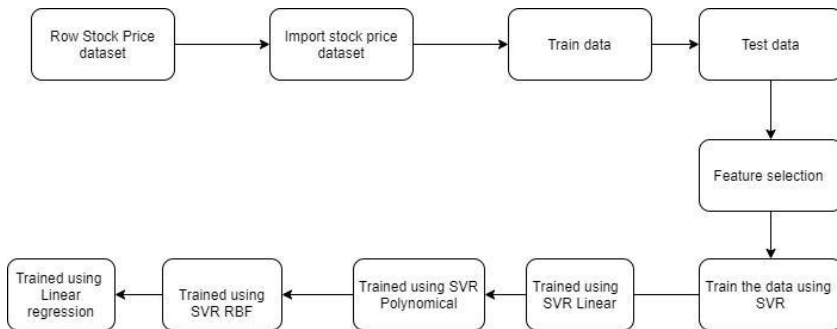 Row Stock Price
dataset
Import stock price
dataset
Train data
Test data
Feature selection
Train the data using
SVR
Trained using
SVR Linear
Trained using SVR
Polynomical
Trained using
SVR RBF
Trained using
Linear
regression